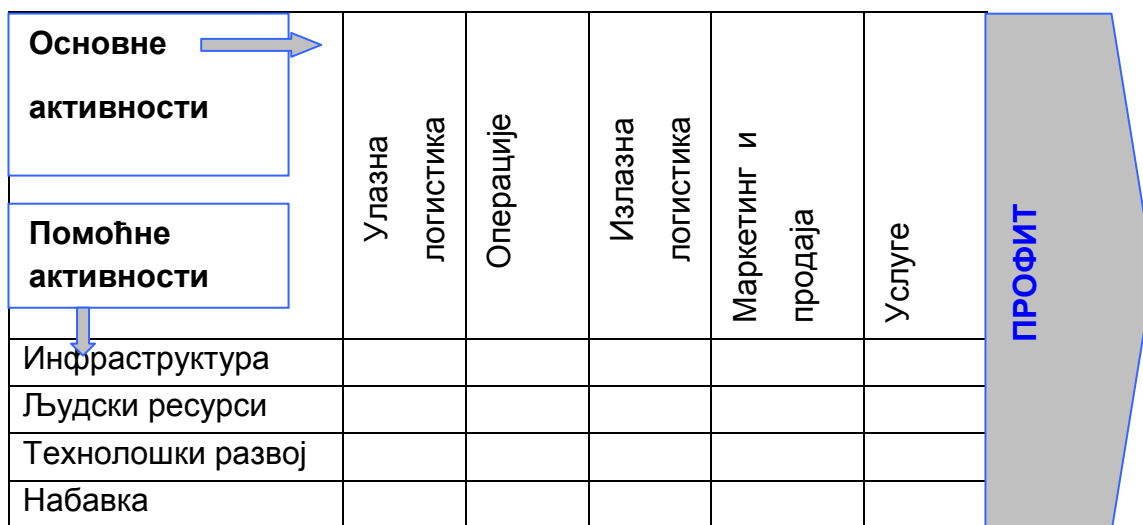 Основне
активности
Помоћне
активности
Улазна
логистика
Операције
Излазна
логистика
Маркетинг и
продаја
Услуге
ПРОФИТ
Инфраструктура
Људски ресурси
Технолошки развој
Набавка